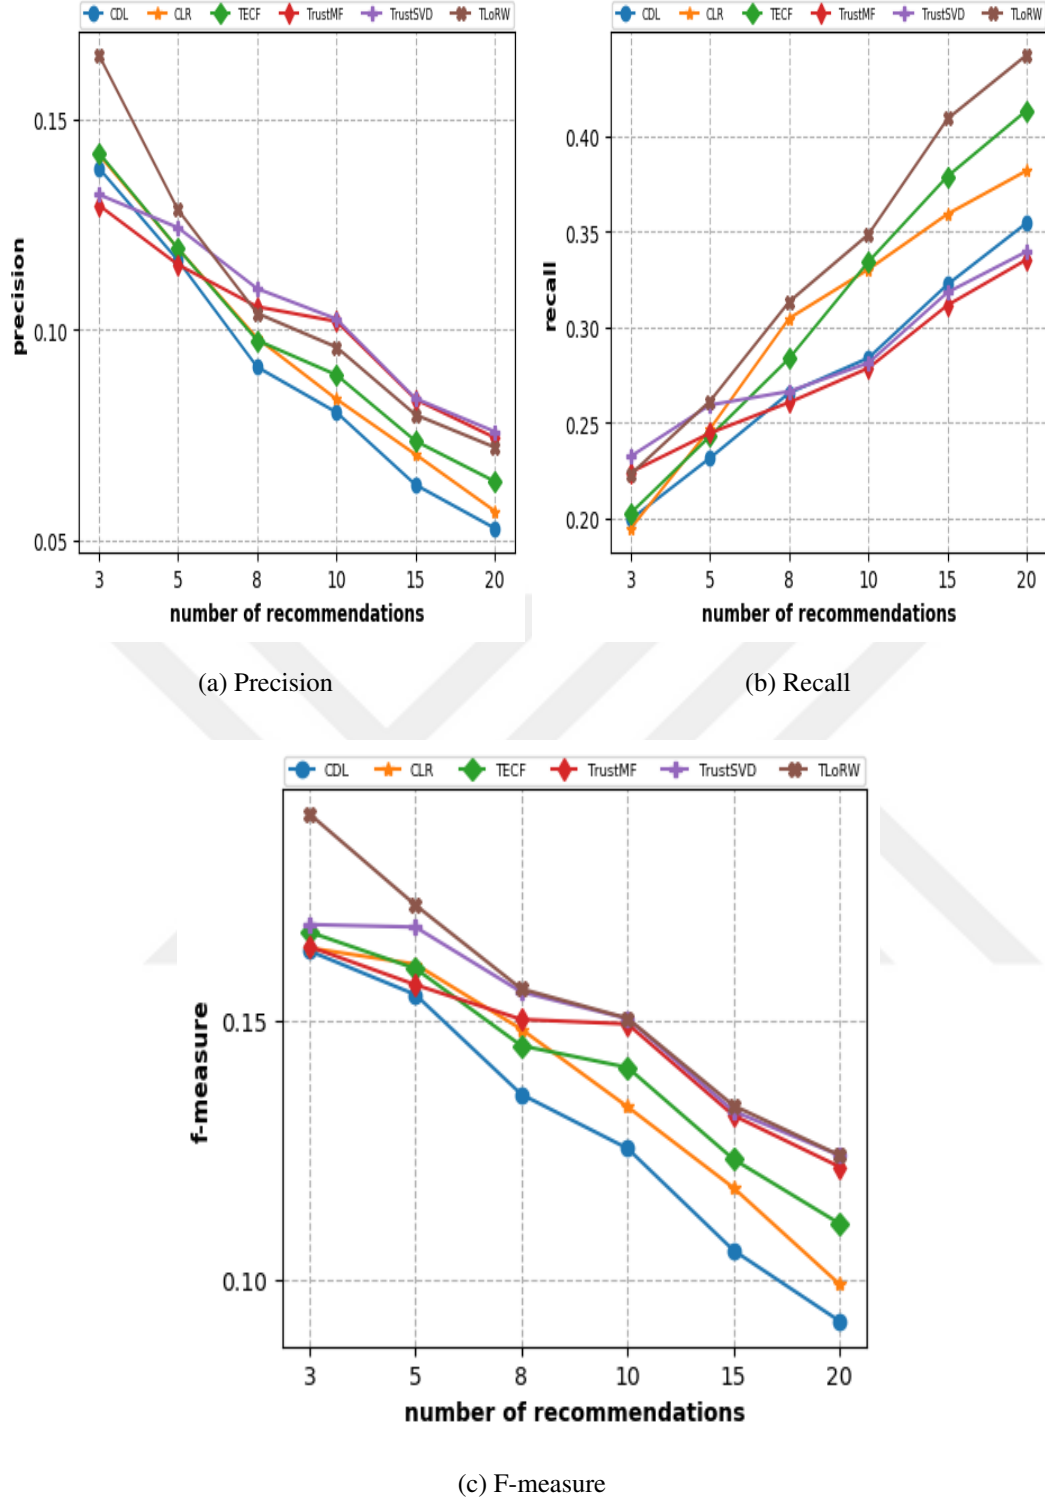 CDL CLR TECF TrustMF TrustSVD TLoRW
0.15
0.10
0.05
precision
3 5 8 10 15 20
number of recommendations
(a) Precision
CDL CLR TECF TrustMF TrustSVD TLoRW
0.40
0.35
0.30
0.25
0.20
recall
3 5 8 10 15 20
number of recommendations
(b) Recall
CDL CLR TECF TrustMF TrustSVD TLoRW
0.15
0.10
f-measure
3 5 8 10 15 20
number of recommendations
(c) F-measure